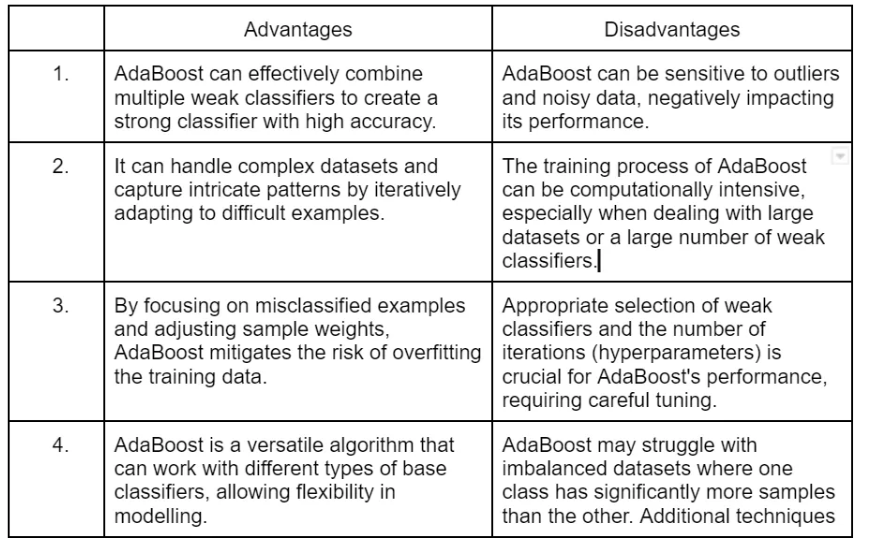 Advantages
Disadvantages
1.
AdaBoost can effectively combine
multiple weak classifiers to create a
strong classifier with high accuracy.
AdaBoost can be sensitive to outliers
and noisy data, negatively impacting
its performance.
2.
It can handle complex datasets and
capture intricate patterns by iteratively
adapting to difficult examples.
The training process of AdaBoost
can be computationally intensive,
especially when dealing with large
datasets or a large number of weak
classifiers.
3.
By focusing on misclassified examples
and adjusting sample weights,
AdaBoost mitigates the risk of overfitting
the training data.
Appropriate selection of weak
classifiers and the number of
iterations (hyperparameters) is
crucial for AdaBoost's performance,
requiring careful tuning.
4.
AdaBoost is a versatile algorithm that
can work with different types of base
classifiers, allowing flexibility in
modelling.
AdaBoost may struggle with
imbalanced datasets where one
class has significantly more samples
than the other. Additional techniques